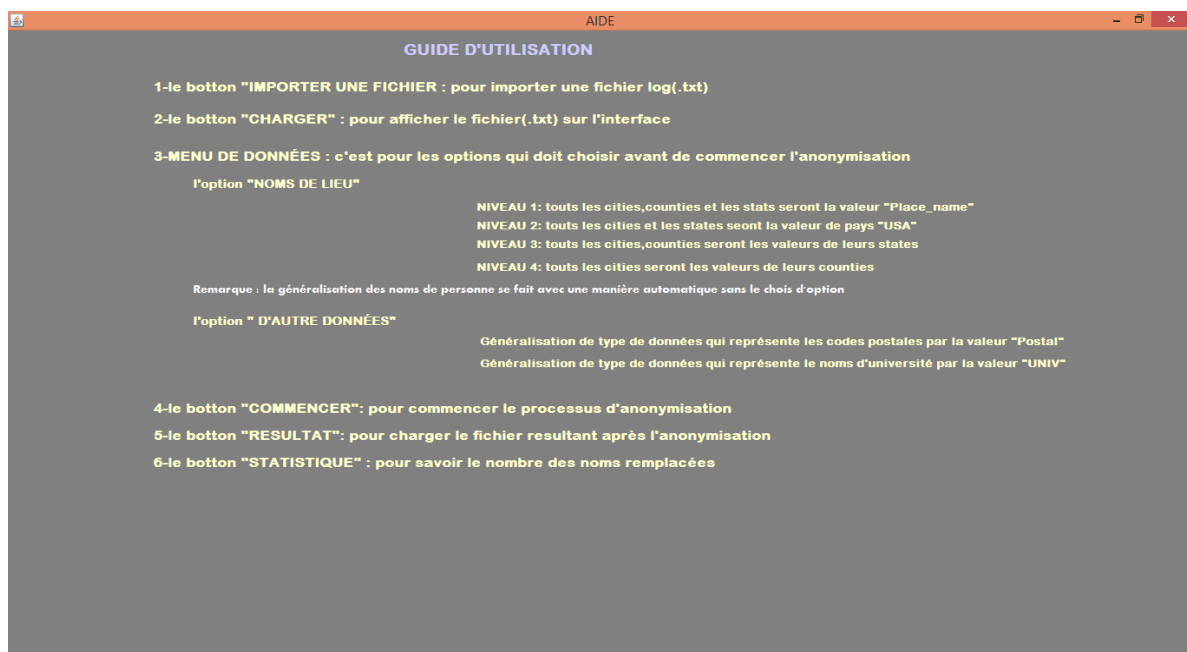 AIDE
GUIDE D'UTILISATION
1-le botton "IMPORTER UNE FICHIER : pour importer une fichier log(.txt)
2-le botton "CHARGER" : pour afficher le fichier(.txt) sur l'interface
3-MENU DE DONNÉES : c'est pour les options qui doit choisir avant de commencer l'anonymisation
l'option "NOMS DE LIEU"
NIVEAU 1: touts les cities,counties et les stats seront la valeur "Place_name"
NIVEAU 2: touts les cities et les states seont la valeur de pays "USA"
NIVEAU 3: touts les cities,counties seront les valeurs de leurs states
NIVEAU 4: touts les cities seront les valeurs de leurs counties
Remarque : la généralisation des noms de personne se fait avec une manière automatique sans le chois d'option
l'option " D'AUTRE DONNÉES"
Généralisation de type de données qui représente les codes postales par la valeur "Postal"
Généralisation de type de données qui représente le noms d'université par la valeur "UNIV"
4-le botton "COMMENCER": pour commencer le processus d'anonymisation
5-le botton "RESULTAT": pour charger le fichier resultant après l'anonymisation
6-le botton "STATISTIQUE" : pour savoir le nombre des noms remplacées